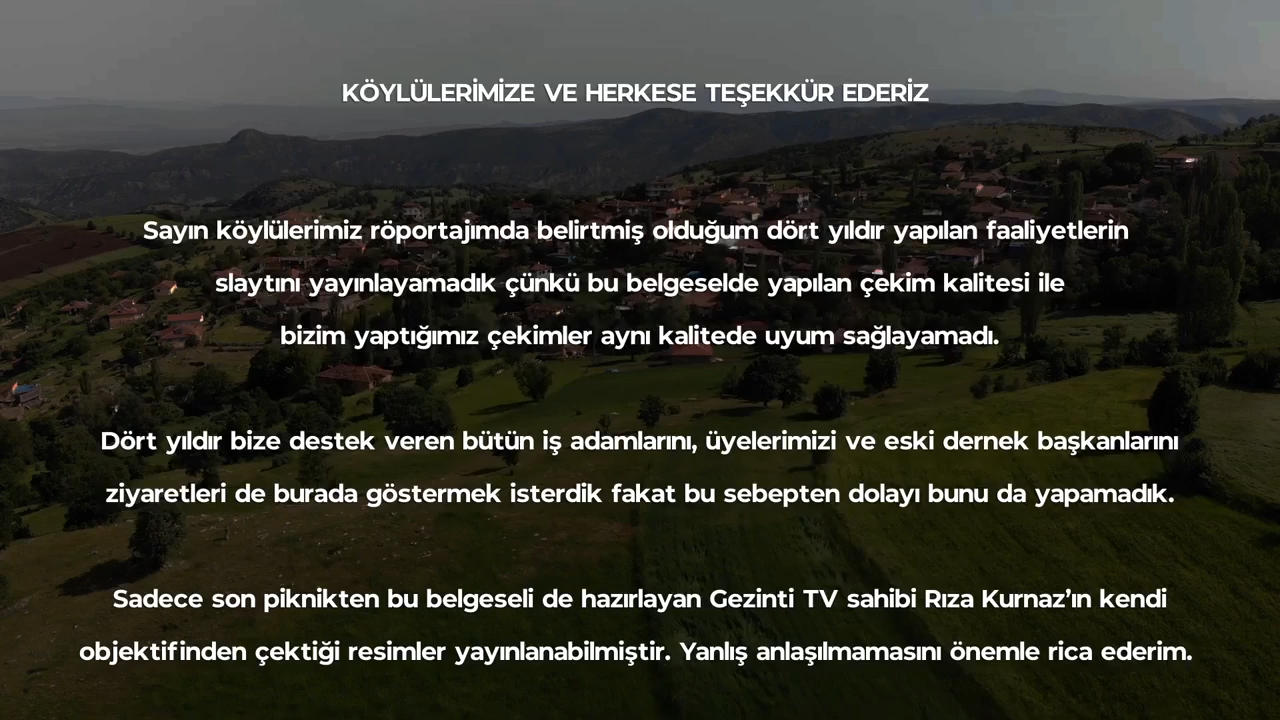 KÖYLÜLERİMİZE VE HERKESE TEŞEKKÜR EDERİZ
Sayın köylülerimiz röportajımda belirtmiş olduğum dört yıldır yapılan faaliyetlerin
slaytını yayınlayamadık çünkü bu belgeselde yapılan çekim kalitesi ile
bizim yaptığımız çekimler aynı kalitede uyum sağlayamadı.
Dört yıldır bize destek veren bütün iş adamlarını, üyelerimizi ve eski dernek başkanlarını
ziyaretleri de burada göstermek isterdik fakat bu sebepten dolayı bunu da yapamadık.
Sadece son piknikten bu belgeseli de hazırlayan Gezinti TV sahibi Rıza Kurnaz’ın kendi
objektifinden çektiği resimler yayınlanabilmiştir. Yanlış anlaşılmamasını önemle rica ederim.